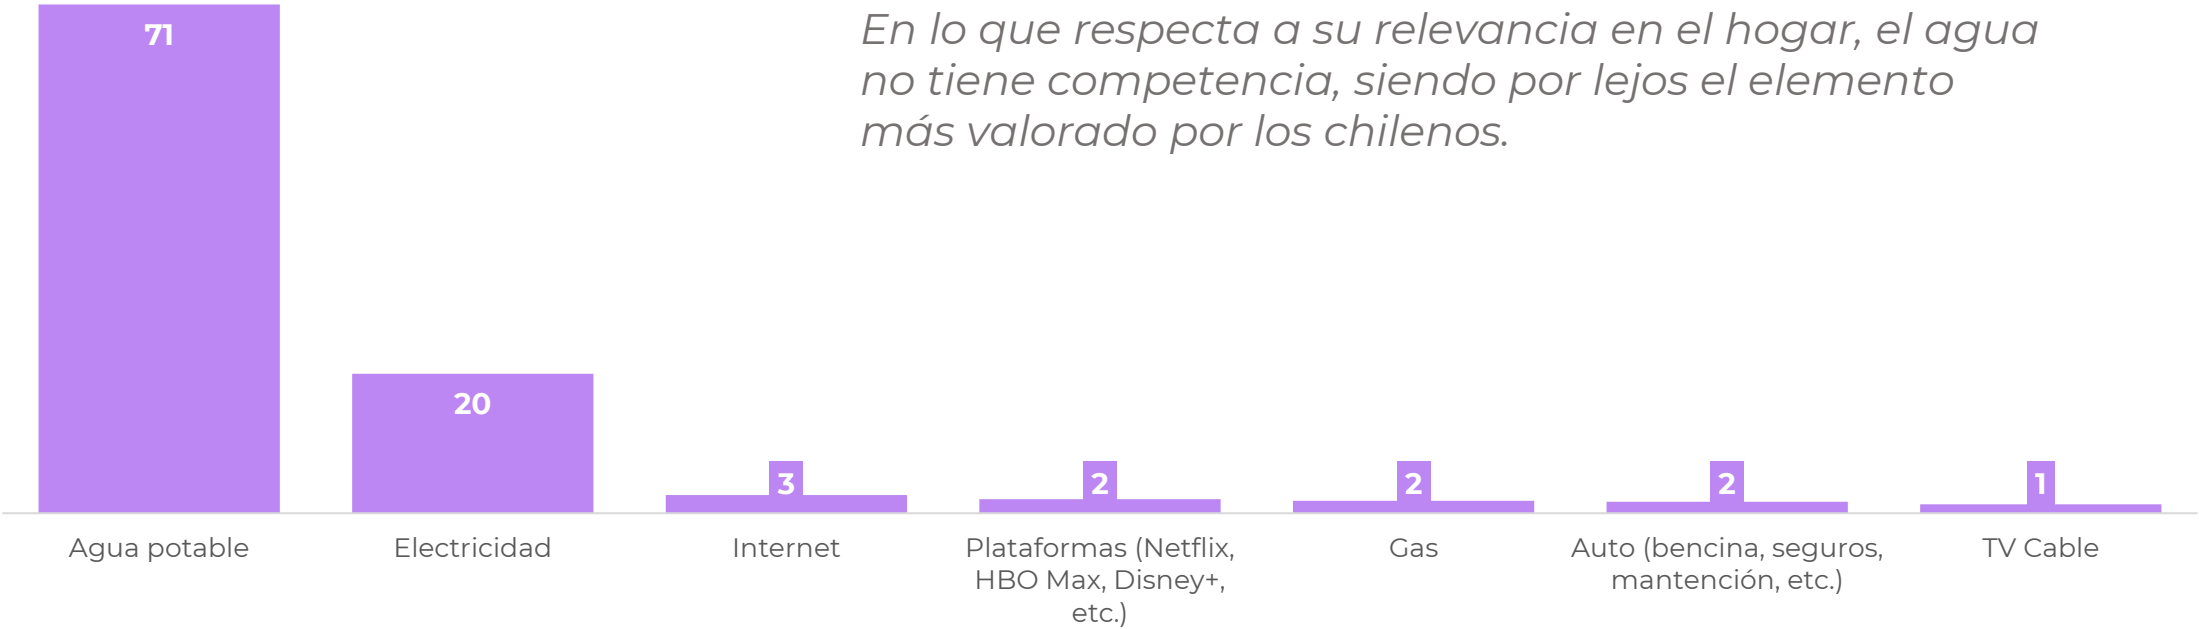 71
En lo que respecta a su relevancia en el hogar, el agua
no tiene competencia, siendo por lejos el elemento
más valorado por los chilenos.
20
3
2
2
2
1
Agua potable
Electricidad
Internet
Plataformas (Netflix,
HBO Max, Disney+,
etc.)
Gas
Auto (bencina, seguros,
mantención, etc.)
TV Cable